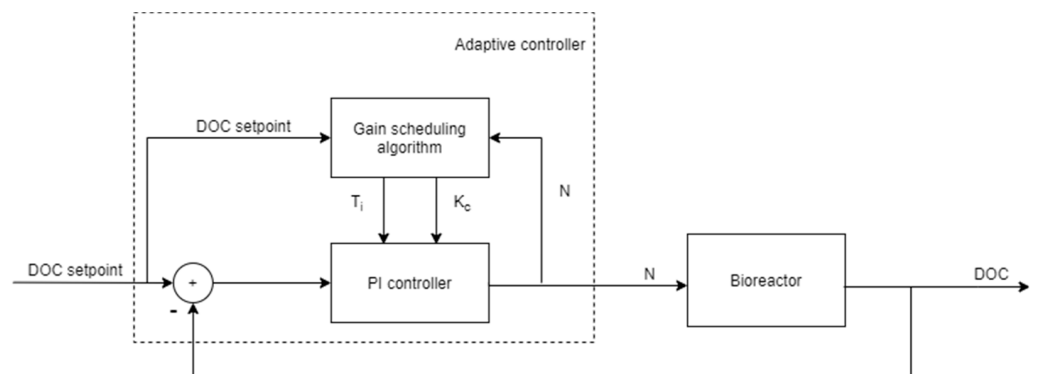 Adaptive controller
DOC setpoint
Gain scheduling
algorithm
N
Ti
Kc
DOC setpoint
+
-
PI controller
N
Bioreactor
DOC